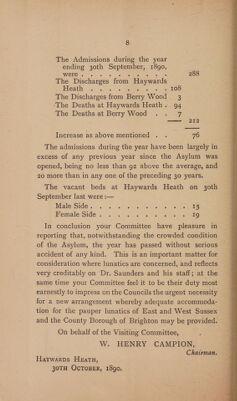 8
The Admissions during the year
ending 30th September, 1890,
were . . . . . . . . . . 288
The Discharges from Haywards
Heath . . . . . . . . . 108
The Discharges from Berry Wood 3
The Deaths at Haywards Heath . 94
The Deaths at Berry Wood . . 7
212
Increase as above mentioned . . 76
The admissions during the year have been largely in
excess of any previous year since the Asylum was
opened, being no less than 92 above the average, and
20 more than in any one of the preceding 30 years.
The vacant beds at Haywards Heath on 30th
September last were :—
Male Side . . . . . . . . . 15
Female Side . . . . . . . . 19
In conclusion your Committee have pleasure in
reporting that, notwithstanding the crowded condition
of the Asylum, the year has passed without serious
accident of any kind. This is an important matter for
consideration where lunatics are concerned, and reflects
very creditably on Dr. Saunders and his staff; at the
same time your Committee feel it to be their duty most
earnestly to impress on the Councils the urgent necessity
for a new arrangement whereby adequate accommoda-
tion for the pauper lunatics of East and West Sussex
and the County Borough of Brighton may be provided.
On behalf of the Visiting Committee,
W. HENRY CAMPION,
Chairman.
Haywards Heath,
30th October, 1890.